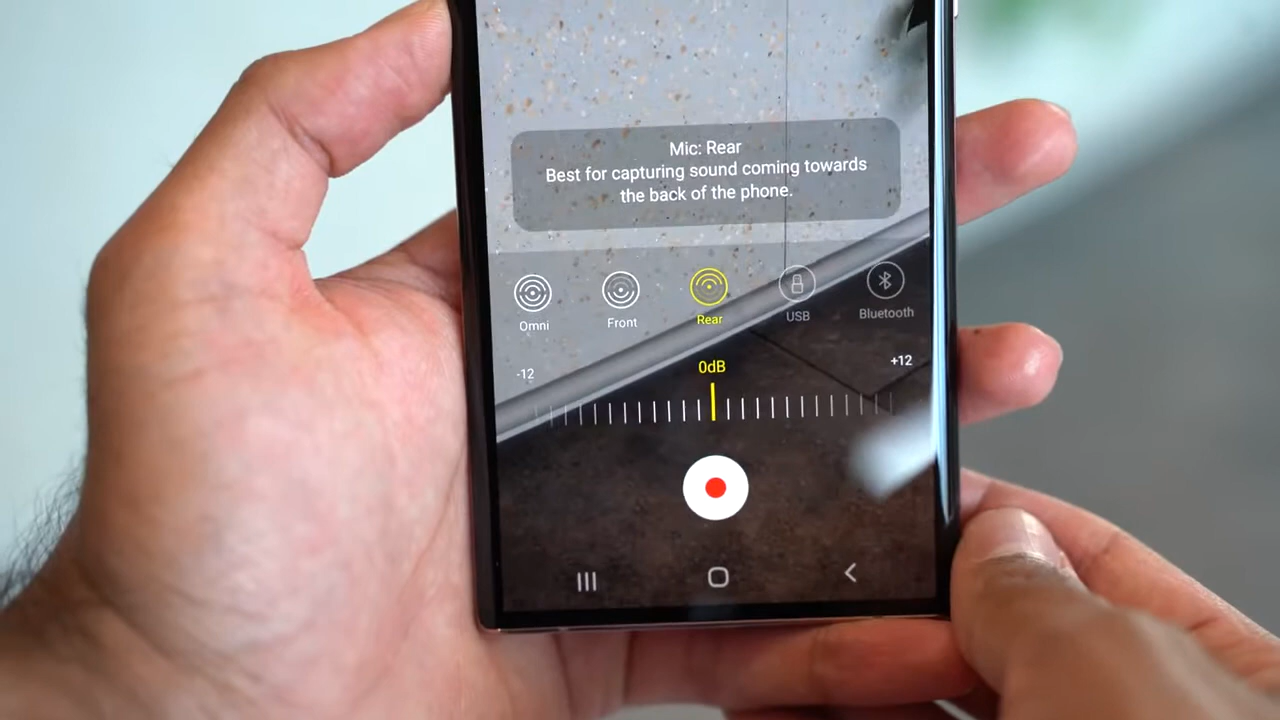 Mic: Rear
Best for capturing sound coming towards
the back of the phone.
Omni Front Rear USB Bluetooth
-12 0dB +12